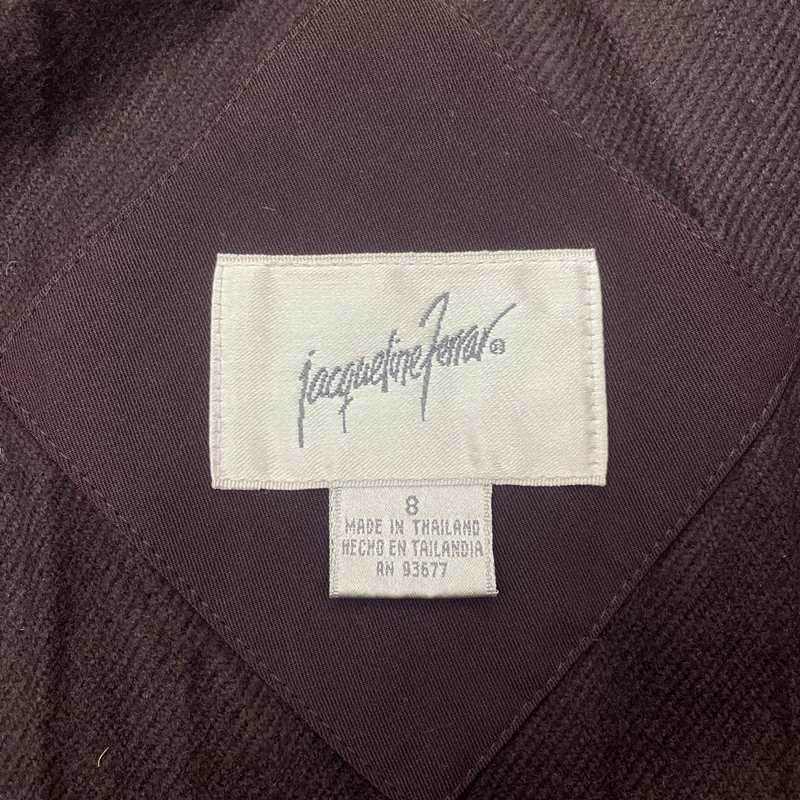 jacqueline ferrar®
8
MADE IN THAILAND
HECHO EN TAILANDIA
RN 93677